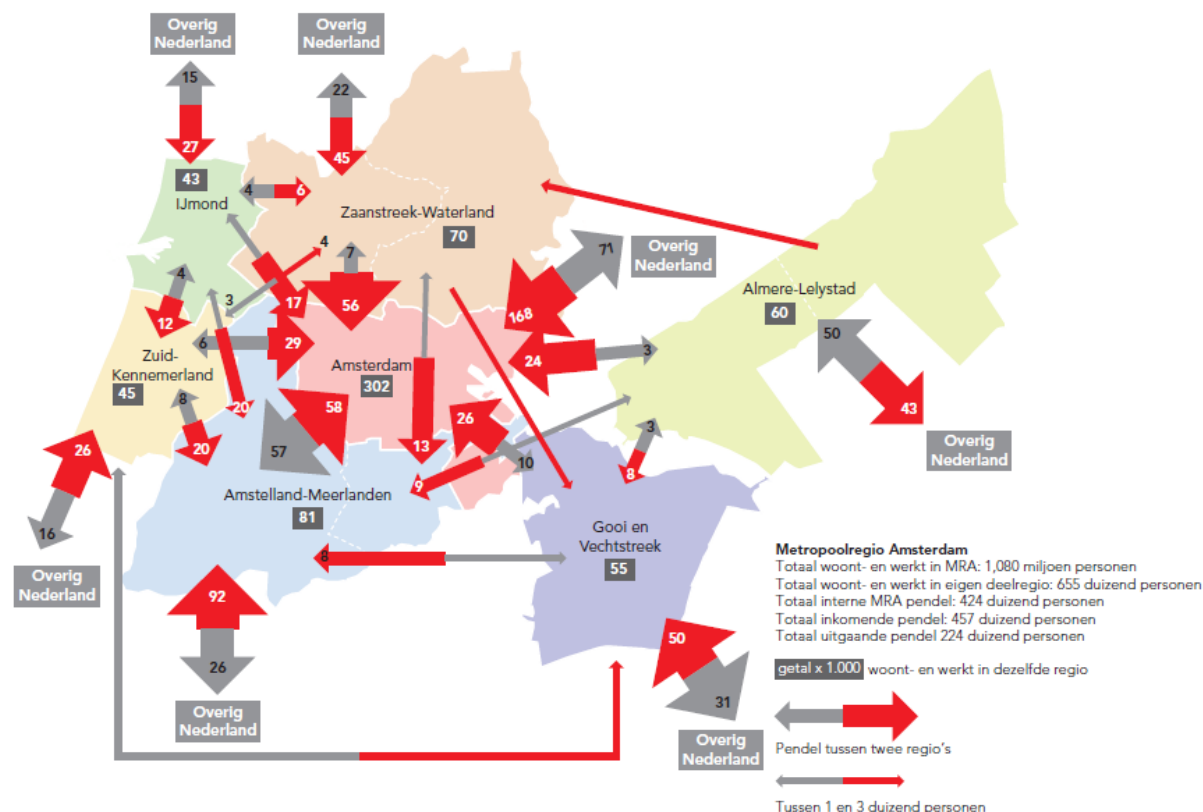 Overig
Nederland
Overig
Nederland
15
22
27
45
43
IJmond
4
6
Zaanstreek-Waterland
70
4
7
71
Overig
Nederland
Almere-Lelystad
60
4
3
17
56
168
50
12
6
29
Amsterdam
302
24
3
Zuid-
Kennemerland
45
8
20
58
26
3
43
Overig
Nederland
26
20
57
13
10
8
9
Amstelland-Meerlanden
81
16
Gooi en
Vechtstreek
55
8
Overig
Nederland
92
26
50
31
Overig
Nederland
Overig
Nederland
Metropoolregio Amsterdam
Totaal woont- en werkt in MRA: 1,080 miljoen personen
Totaal woont- en werkt in eigen deelregio: 655 duizend personen
Totaal interne MRA pendel: 424 duizend personen
Totaal inkomende pendel: 457 duizend personen
Totaal uitgaande pendel 224 duizend personen
getal x 1.000 woont- en werkt in dezelfde regio
Pendel tussen twee regio's
Tussen 1 en 3 duizend personen